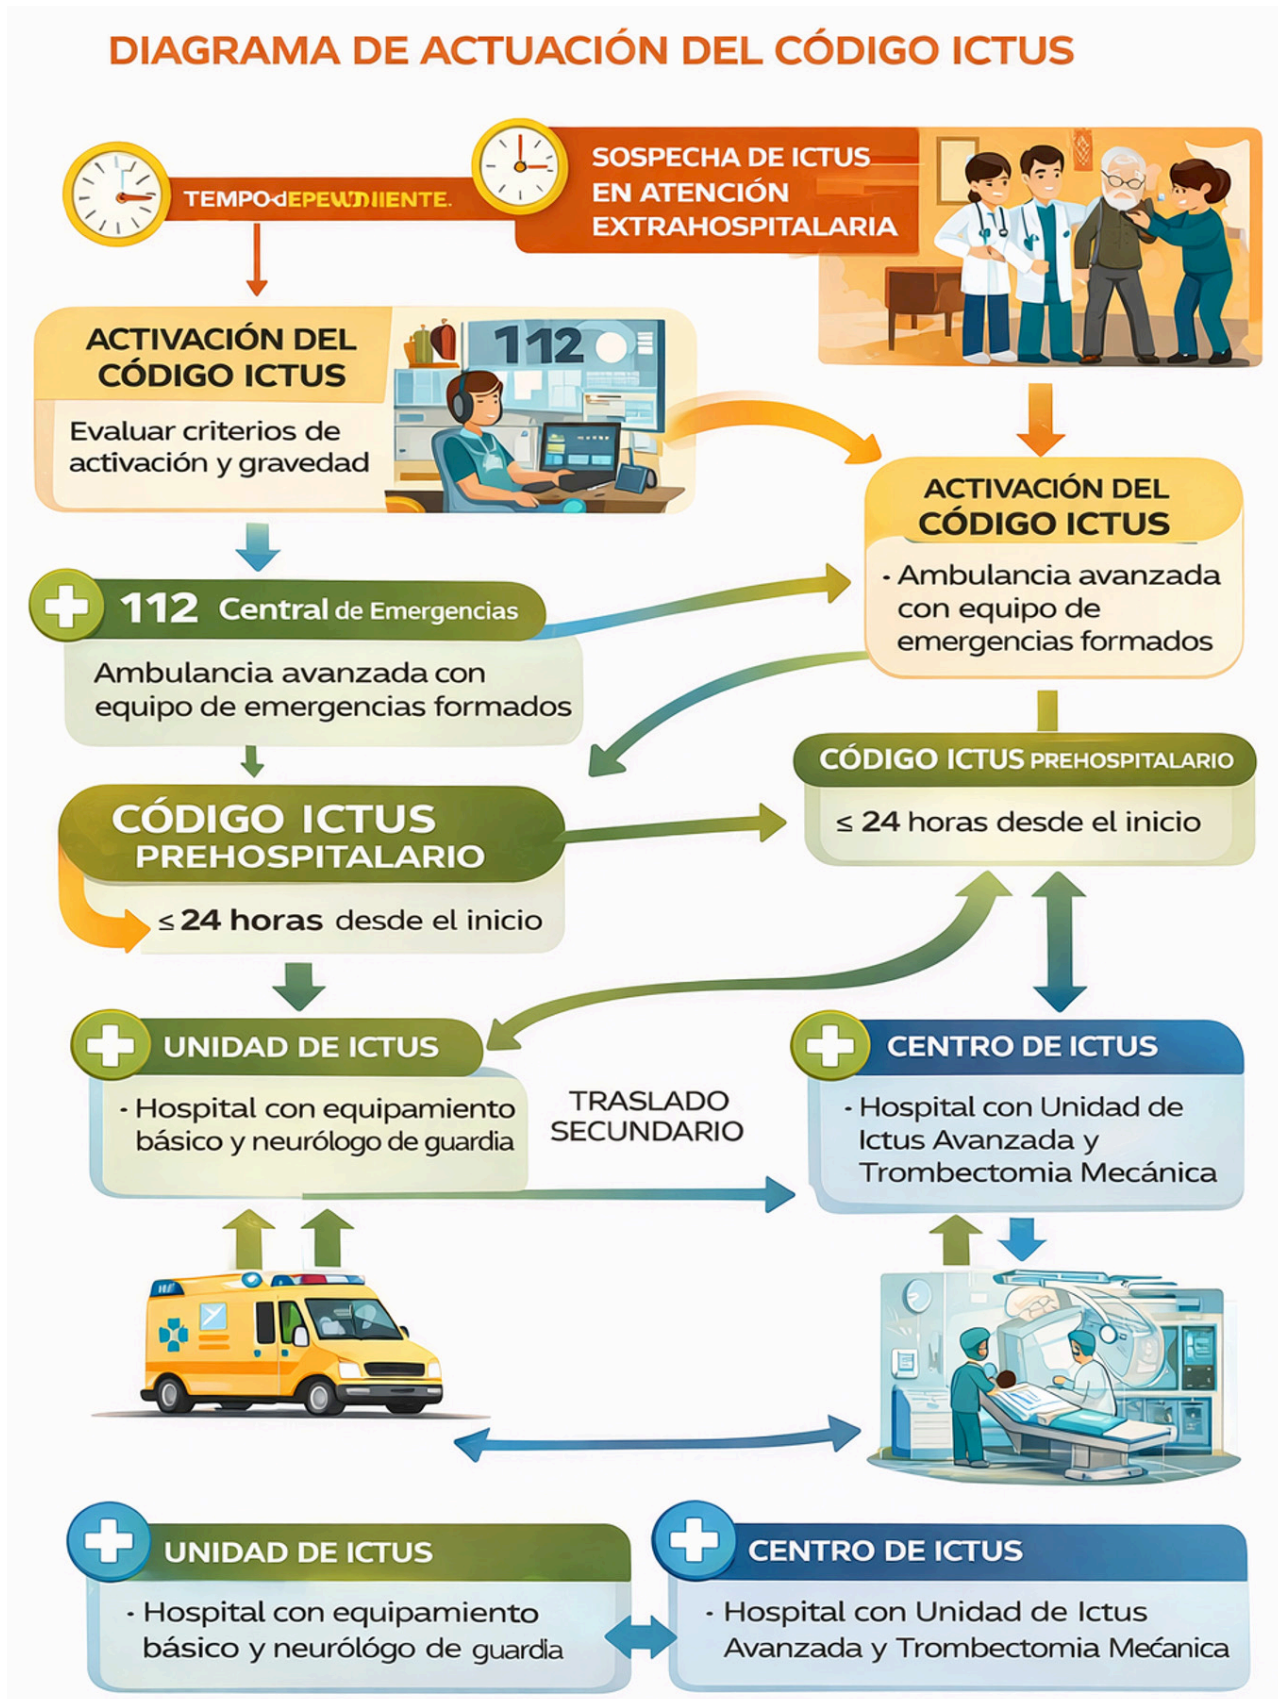 DIAGRAMA DE ACTUACIÓN DEL CÓDIGO ICTUS
SOSPECHA DE ICTUS
EN ATENCIÓN
EXTRAHOSPITALARIA
ACTIVACIÓN DEL
CÓDIGO ICTUS
Evaluar criterios de
activación y gravedad
112
ACTIVACIÓN DEL
CÓDIGO ICTUS
· Ambulancia avanzada
con equipo de
emergencias formados
112 Central de Emergencias
Ambulancia avanzada con
equipo de emergencias formados
CÓDIGO ICTUS PREHOSPITALARIO
≤ 24 horas desde el inicio
CÓDIGO ICTUS
PREHOSPITALARIO
≤ 24 horas desde el inicio
UNIDAD DE ICTUS
· Hospital con equipamiento
básico y neurólogo de guardia
TRASLADO
SECUNDARIO
CENTRO DE ICTUS
· Hospital con Unidad de
Ictus Avanzada y
Trombectomia Mecánica
UNIDAD DE ICTUS
· Hospital con equipamiento
básico y neurólógo de guardia
CENTRO DE ICTUS
· Hospital con Unidad de Ictus
Avanzada y Trombectomia Mecánica